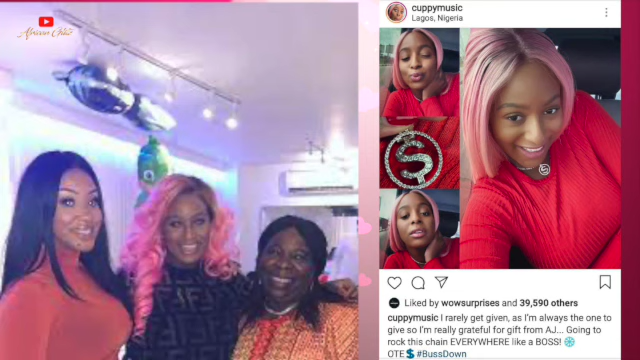 African Chit
cuppymusic
Lagos, Nigeria
Liked by wowsurprises and 39,590 others
cuppymusic I rarely get given, as I'm always the one to
give so I'm really grateful for gift from AJ... Going to
rock this chain EVERYWHERE like a BOSS! ❄️
OTE💲 #BussDown